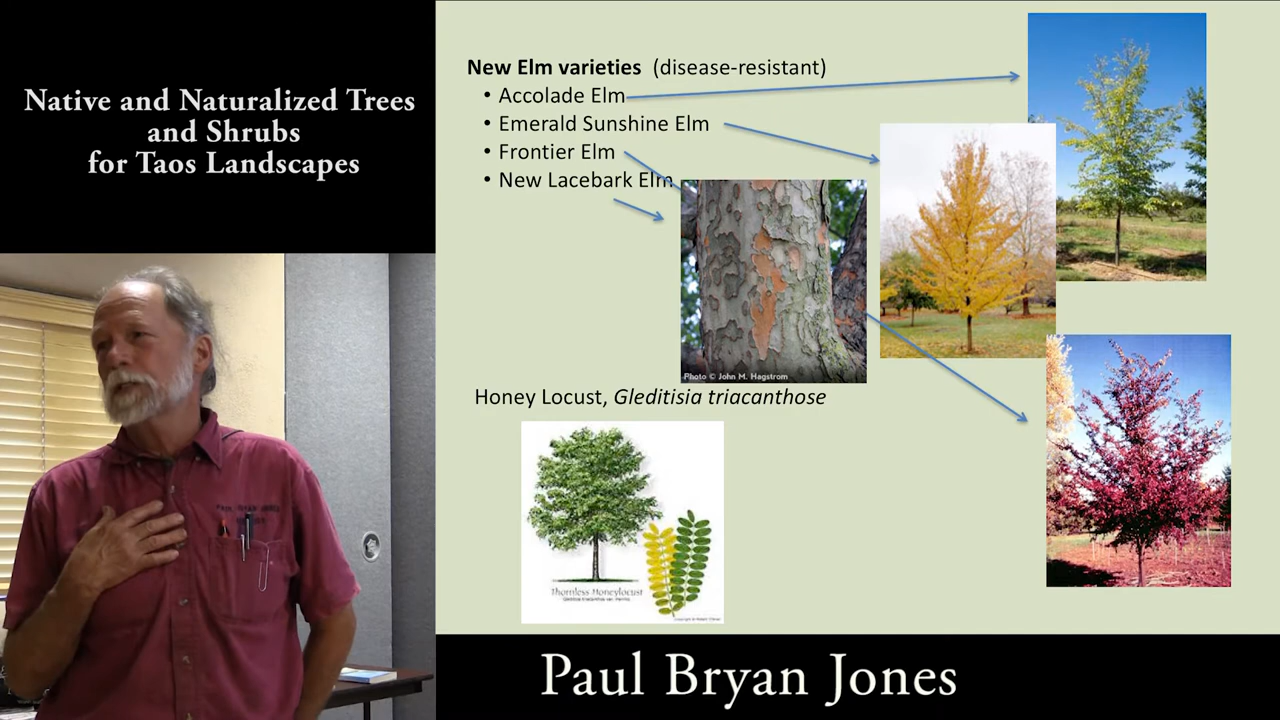 Native and Naturalized Trees
and Shrubs
for Taos Landscapes
New Elm varieties (disease-resistant)
• Accolade Elm
• Emerald Sunshine Elm
• Frontier Elm
• New Lacebark Elm
Photo © John M. Hagstrom
Honey Locust, Gleditisia triacanthose
Thornless Honeylocust
Paul Bryan Jones